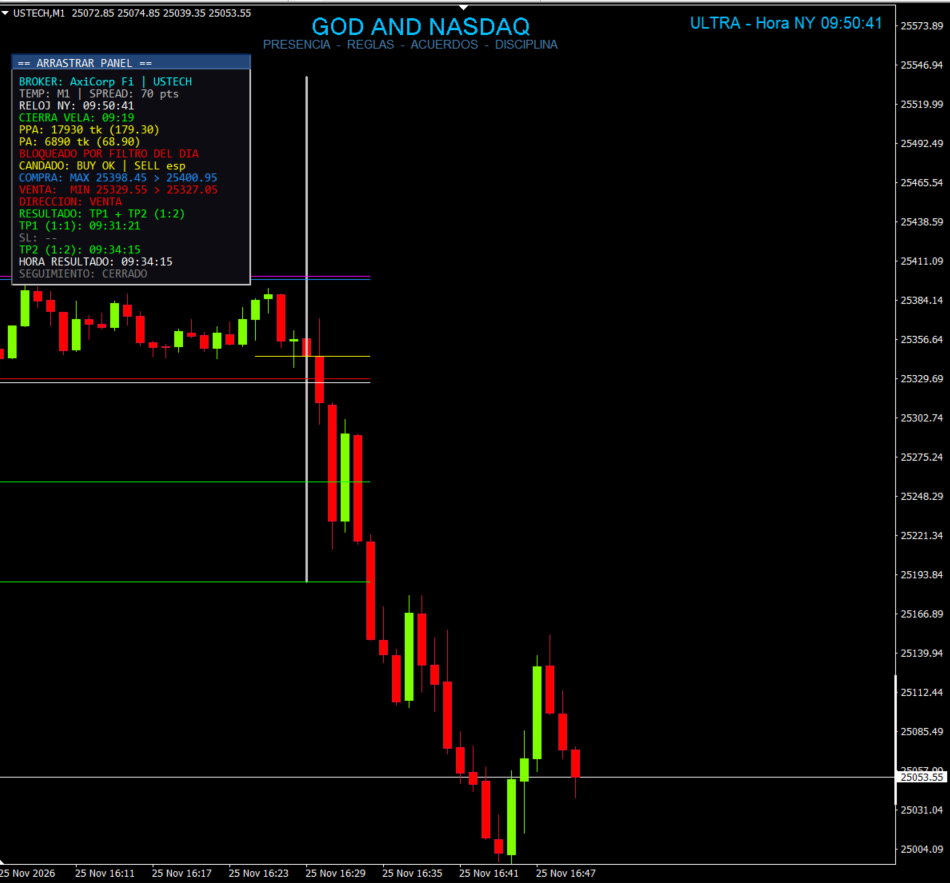 USTECH,M1 25072.85 25074.85 25039.35 25053.55
GOD AND NASDAQ
PRESENCIA - REGLAS - ACUERDOS - DISCIPLINA
ULTRA - Hora NY 09:50:41
== ARRASTRAR PANEL ==
BROKER: AxiCorp Fi | USTECH
TEMP: M1 | SPREAD: 70 pts
RELOJ NY: 09:50:41
CIERRA VELA: 09:19
PPA: 17930 tk (179.30)
PA: 6890 tk (68.90)
BLOQUEADO POR FILTRO DEL DIA
CANDADO: BUY OK | SELL esp
COMPRA: MAX 25398.45 > 25400.95
VENTA: MIN 25329.55 > 25327.05
DIRECCION: VENTA
RESULTADO: TP1 + TP2 (1:2)
TP1 (1:1): 09:31:21
SL: --
TP2 (1:2): 09:34:15
HORA RESULTADO: 09:34:15
SEGUIMIENTO: CERRADO
25573.89
25546.94
25519.99
25492.49
25465.54
25438.59
25411.09
25384.14
25356.64
25329.69
25302.74
25275.24
25248.29
25221.34
25193.84
25166.89
25139.94
25112.44
25085.49
25053.55
25031.04
25004.09
25 Nov 2026
25 Nov 16:11
25 Nov 16:17
25 Nov 16:23
25 Nov 16:29
25 Nov 16:35
25 Nov 16:41
25 Nov 16:47